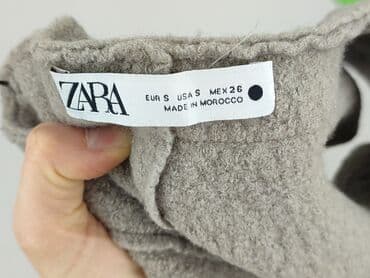 ZARA
EUR S USA S MEX 26
MADE IN MOROCCO